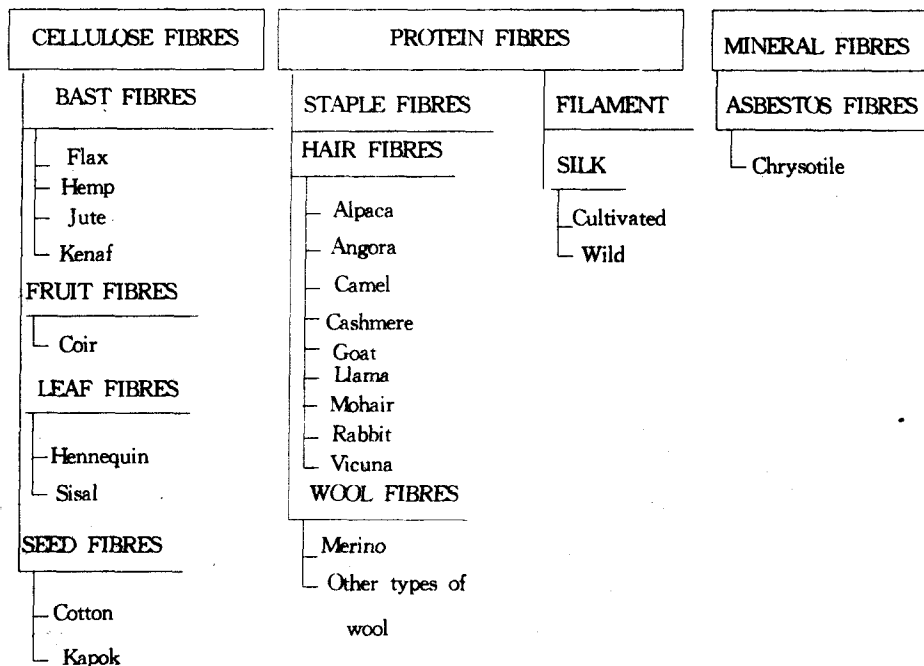 CELLULOSE FIBRES
BAST FIBRES
Flax
Hemp
Jute
Kenaf
FRUIT FIBRES
Coir
LEAF FIBRES
Hennequin
Sisal
SEED FIBRES
Cotton
Kapok
PROTEIN FIBRES
STAPLE FIBRES
HAIR FIBRES
Alpaca
Angora
Camel
Cashmere
Goat
Llama
Mohair
Rabbit
Vicuna
WOOL FIBRES
Merino
Other types of
wool
FILAMENT
SILK
Cultivated
Wild
MINERAL FIBRES
ASBESTOS FIBRES
Chrysotile